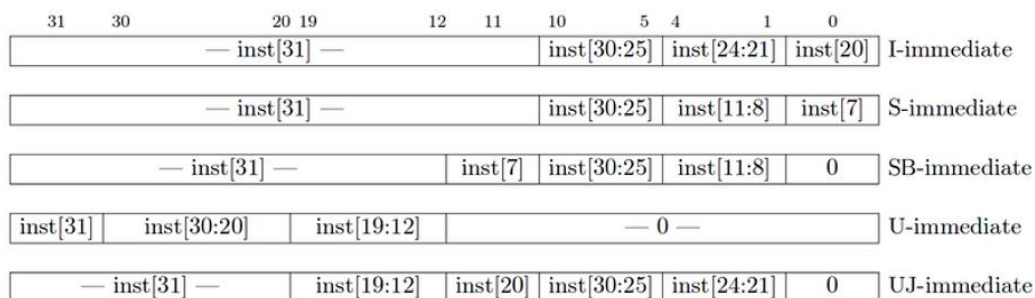 31 30 20 19 12 11 10 5 4 1 0
— inst[31] — inst[30:25] inst[24:21] inst[20] I-immediate
— inst[31] — inst[30:25] inst[11:8] inst[7] S-immediate
— inst[31] — inst[7] inst[30:25] inst[11:8] 0 SB-immediate
inst[31] inst[30:20] inst[19:12] — 0 — U-immediate
— inst[31] — inst[19:12] inst[20] inst[30:25] inst[24:21] 0 UJ-immediate